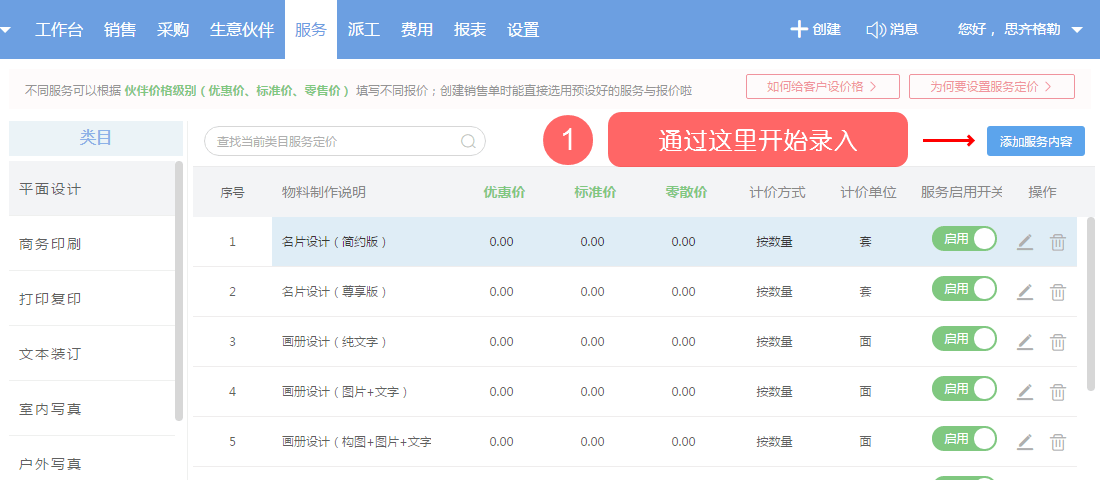 工作台 销售 采购 生意伙伴 服务 派工 费用 报表 设置 创建 消息 您好，思齐格勒
不同服务可以根据 伙伴价格级别（优惠价、标准价、零售价） 填写不同报价；创建销售单时能直接选用预设好的服务与报价啦 如何给客户设价格 为何要设置服务定价
类目
查找当前类目服务定价
1 通过这里开始录入
添加服务内容
平面设计
商务印刷
打印复印
文本装订
室内写真
户外写真
序号 物料制作说明 优惠价 标准价 零散价 计价方式 计价单位 服务启用开关 操作
1 名片设计（简约版） 0.00 0.00 0.00 按数量 套 启用
2 名片设计（尊享版） 0.00 0.00 0.00 按数量 套 启用
3 画册设计（纯文字） 0.00 0.00 0.00 按数量 面 启用
4 画册设计（图片+文字） 0.00 0.00 0.00 按数量 面 启用
5 画册设计（构图+图片+文字 0.00 0.00 0.00 按数量 面 启用